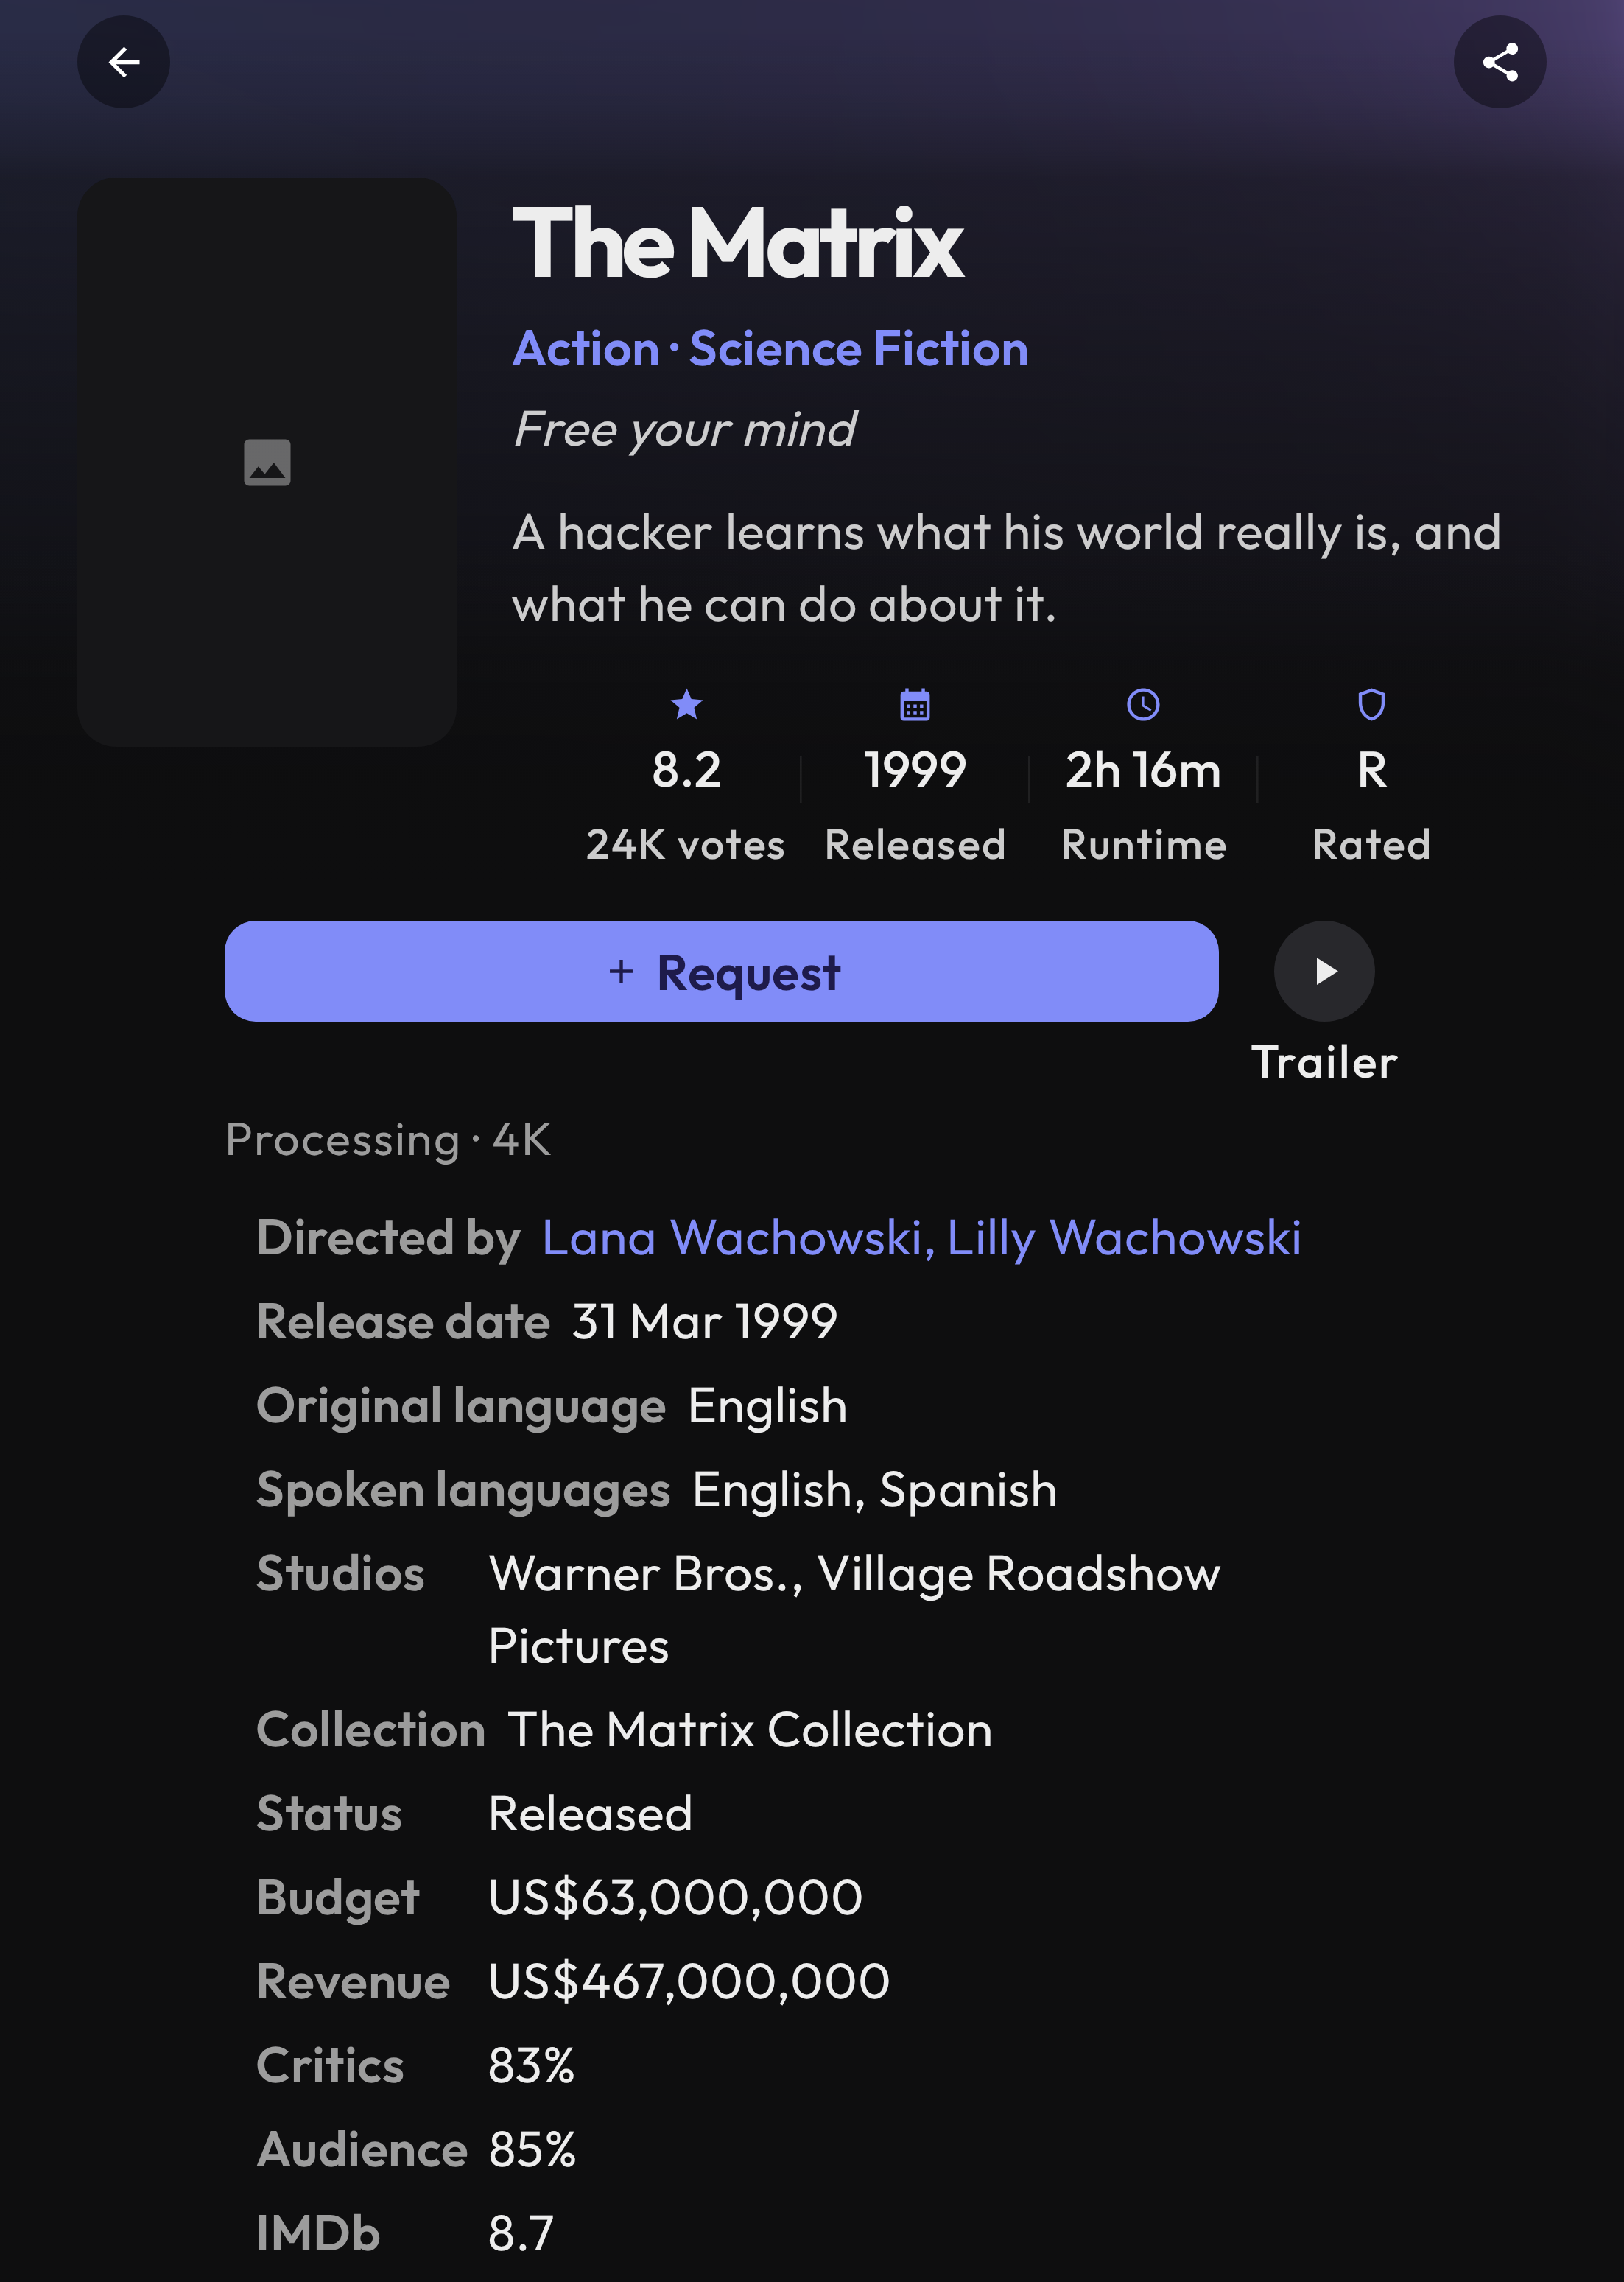 The Matrix
Action · Science Fiction
Free your mind
A hacker learns what his world really is, and
what he can do about it.
8.2 1999 2h 16m R
24K votes Released Runtime Rated
+ Request
Trailer
Processing · 4K
Directed by Lana Wachowski, Lilly Wachowski
Release date 31 Mar 1999
Original language English
Spoken languages English, Spanish
Studios Warner Bros., Village Roadshow
Pictures
Collection The Matrix Collection
Status Released
Budget US$63,000,000
Revenue US$467,000,000
Critics 83%
Audience 85%
IMDb 8.7